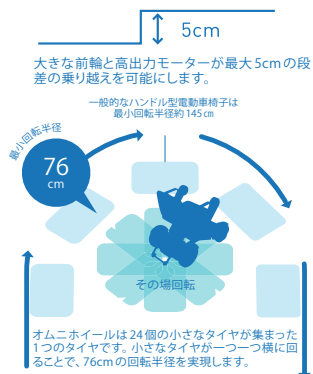 5cm
大きな前輪と高出力モーターが最大5cmの段
差の乗り越えを可能にします。
一般的なハンドル型電動車椅子は
最小回転半径約145㎝
最小回転半径
76
cm
その場回転
オムニホイールは24個の小さなタイヤが集まった
1つのタイヤです。小さなタイヤが一つ一つ横に回
ることで、76cmの回転半径を実現します。